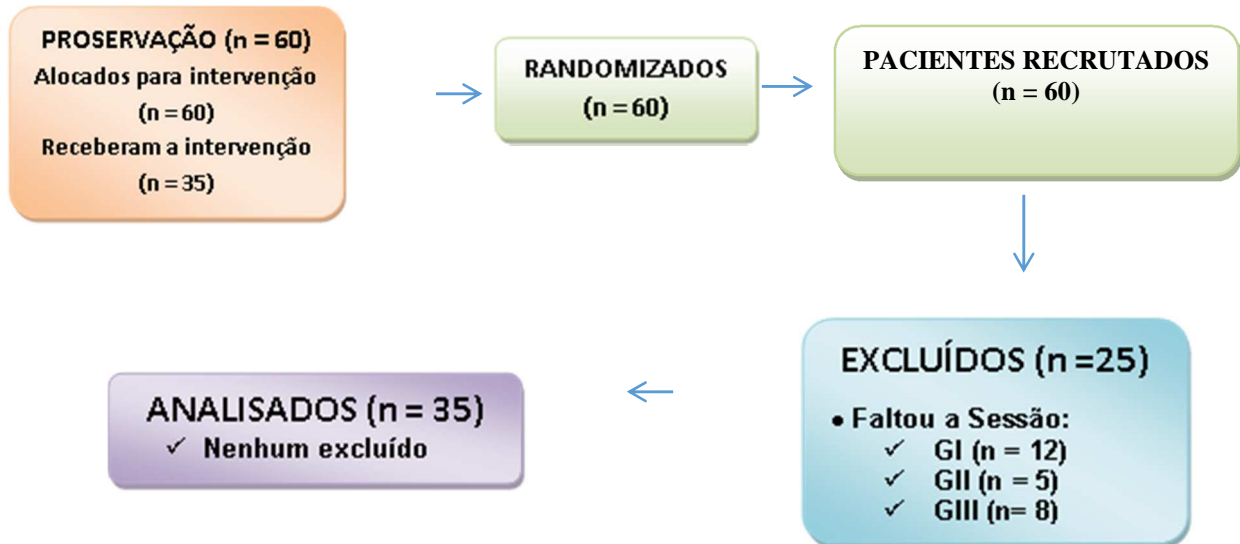 PROSERVAÇÃO (n = 60)
Alocados para intervenção
(n = 60)
Receberam a intervenção
(n = 35)
RANDOMIZADOS
(n = 60)
PACIENTES RECRUTADOS
(n = 60)
EXCLUÍDOS (n =25)
• Faltou a Sessão:
✓ GI (n = 12)
✓ GII (n = 5)
✓ GIII (n= 8)
ANALISADOS (n = 35)
✓ Nenhum excluído